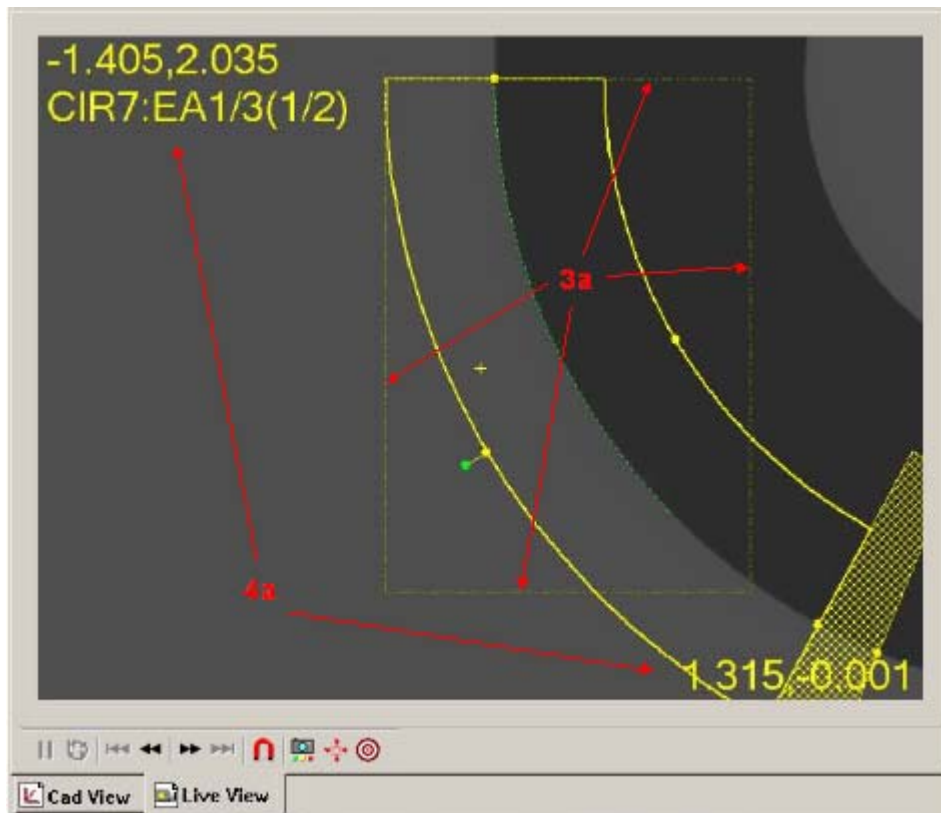 -1.405,2.035
CIR7:EA1/3(1/2)
3a
4a
1.315,-0.001
Cad View
Live View